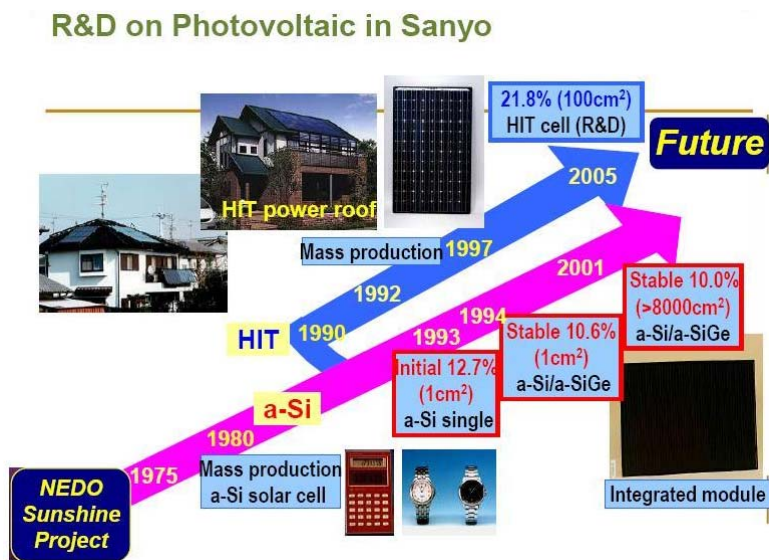 R&D on Photovoltaic in Sanyo
21.8% (100cm²)
HIT cell (R&D)
Future
HIT power roof
2005
Mass production
1997
2001
1992
Stable 10.0%
(>8000cm²)
a-Si/a-SiGe
1994
HIT
1990
1993
Stable 10.6%
(1cm²)
a-Si/a-SiGe
Initial 12.7%
(1cm²)
a-Si single
a-Si
1980
1975
Mass production
a-Si solar cell
NEDO
Sunshine
Project
Integrated module